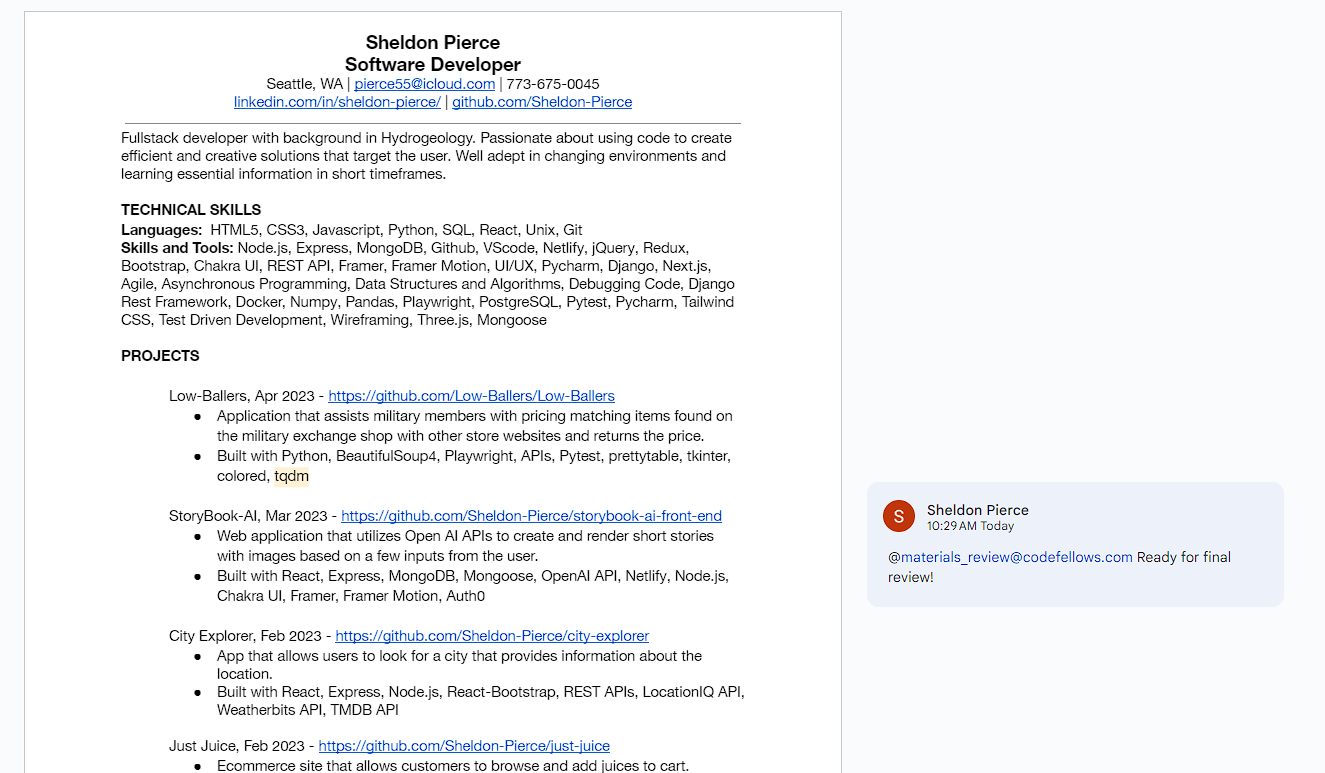 Sheldon Pierce
Software Developer
Seattle, WA | pierce55@icloud.com | 773-675-0045
linkedin.com/in/sheldon-pierce/ | github.com/Sheldon-Pierce
Fullstack developer with background in Hydrogeology. Passionate about using code to create
efficient and creative solutions that target the user. Well adept in changing environments and
learning essential information in short timeframes.
TECHNICAL SKILLS
Languages:  HTML5, CSS3, Javascript, Python, SQL, React, Unix, Git
Skills and Tools: Node.js, Express, MongoDB, Github, VScode, Netlify, jQuery, Redux,
Bootstrap, Chakra UI, REST API, Framer, Framer Motion, UI/UX, Pycharm, Django, Next.js,
Agile, Asynchronous Programming, Data Structures and Algorithms, Debugging Code, Django
Rest Framework, Docker, Numpy, Pandas, Playwright, PostgreSQL, Pytest, Pycharm, Tailwind
CSS, Test Driven Development, Wireframing, Three.js, Mongoose
PROJECTS
Low-Ballers, Apr 2023 - https://github.com/Low-Ballers/Low-Ballers
● Application that assists military members with pricing matching items found on
the military exchange shop with other store websites and returns the price.
● Built with Python, BeautifulSoup4, Playwright, APIs, Pytest, prettytable, tkinter,
colored, tqdm
StoryBook-AI, Mar 2023 - https://github.com/Sheldon-Pierce/storybook-ai-front-end
● Web application that utilizes Open AI APIs to create and render short stories
with images based on a few inputs from the user.
● Built with React, Express, MongoDB, Mongoose, OpenAI API, Netlify, Node.js,
Chakra UI, Framer, Framer Motion, Auth0
City Explorer, Feb 2023 - https://github.com/Sheldon-Pierce/city-explorer
● App that allows users to look for a city that provides information about the
location.
● Built with React, Express, Node.js, React-Bootstrap, REST APIs, LocationIQ API,
Weatherbits API, TMDB API
Just Juice, Feb 2023 - https://github.com/Sheldon-Pierce/just-juice
● Ecommerce site that allows customers to browse and add juices to cart.
S
Sheldon Pierce
10:29 AM Today
@materials_review@codefellows.com Ready for final
review!